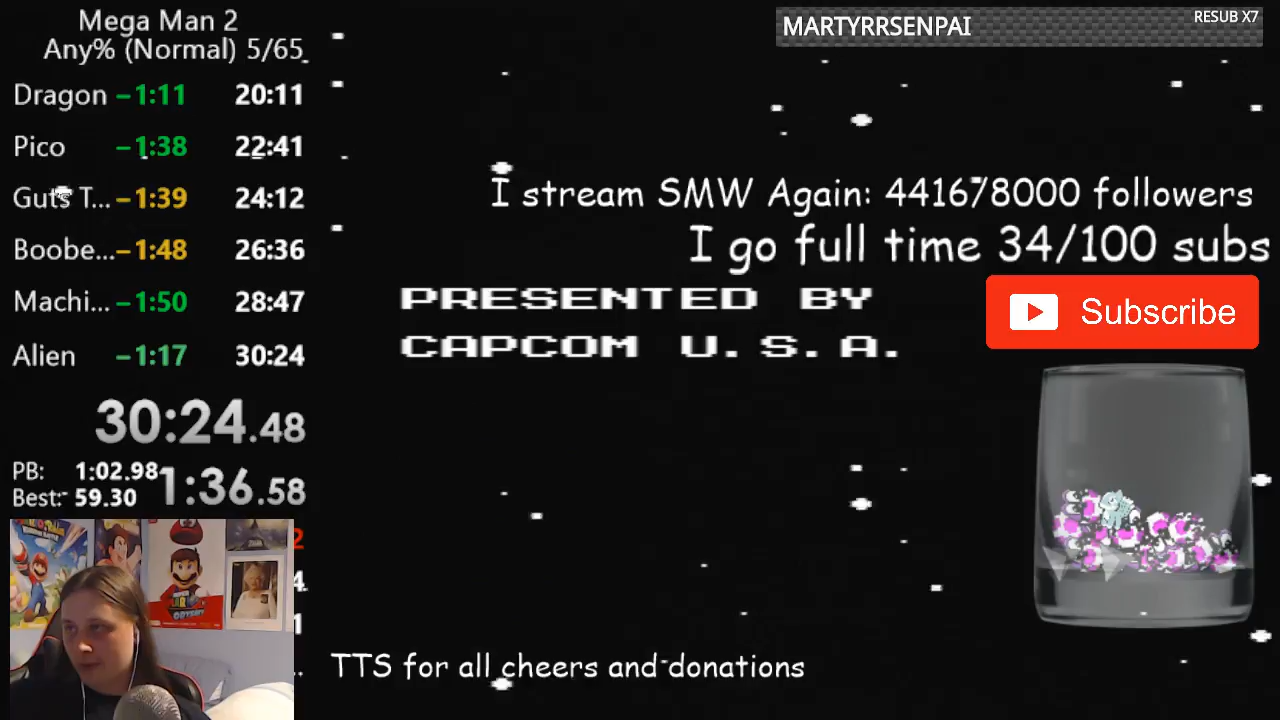 Mega Man 2
Any% (Normal) 5/65
MARTYRRSENPAI
RESUB X7
Dragon -1:11 20:11
Pico -1:38 22:41
Guts T... -1:39 24:12
Boobe... -1:48 26:36
Machi... -1:50 28:47
Alien -1:17 30:24
30:24.48
PB: 1:02.98
Best: 59.30
1:36.58
I stream SMW Again: 4416/8000 followers
I go full time 34/100 subs
PRESENTED BY
CAPCOM U.S.A.
Subscribe
TTS for all cheers and donations